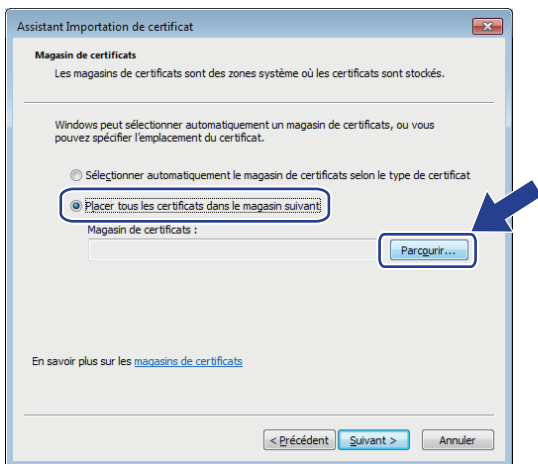 Assistant Importation de certificat
Magasin de certificats
Les magasins de certificats sont des zones système où les certificats sont stockés.
Windows peut sélectionner automatiquement un magasin de certificats, ou vous
pouvez spécifier l'emplacement du certificat.
Sélectionner automatiquement le magasin de certificats selon le type de certificat
Placer tous les certificats dans le magasin suivant
Magasin de certificats :
Parcourir...
En savoir plus sur les magasins de certificats
< Précédent Suivant > Annuler